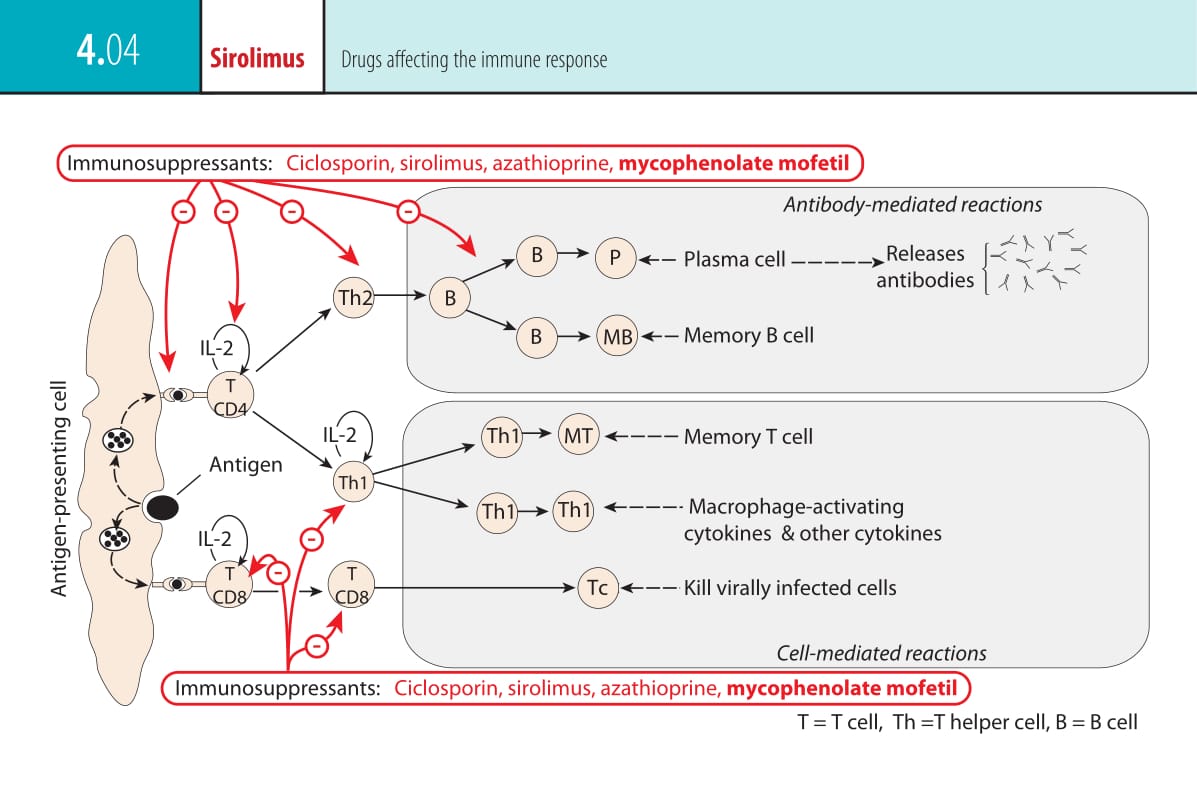 4.04
Sirolimus
Drugs affecting the immune response
Immunosuppressants: Ciclosporin, sirolimus, azathioprine, mycophenolate mofetil
-
-
-
-
Antibody-mediated reactions
B
P
Plasma cell
Releases
antibodies
Th2
B
B
MB
Memory B cell
IL-2
T
CD4
Antigen-presenting cell
Antigen
IL-2
Th1
Th1
MT
Memory T cell
Th1
Th1
Macrophage-activating
cytokines & other cytokines
IL-2
T
CD8
-
-
-
T
CD8
Tc
Kill virally infected cells
Cell-mediated reactions
Immunosuppressants: Ciclosporin, sirolimus, azathioprine, mycophenolate mofetil
T = T cell, Th =T helper cell, B = B cell